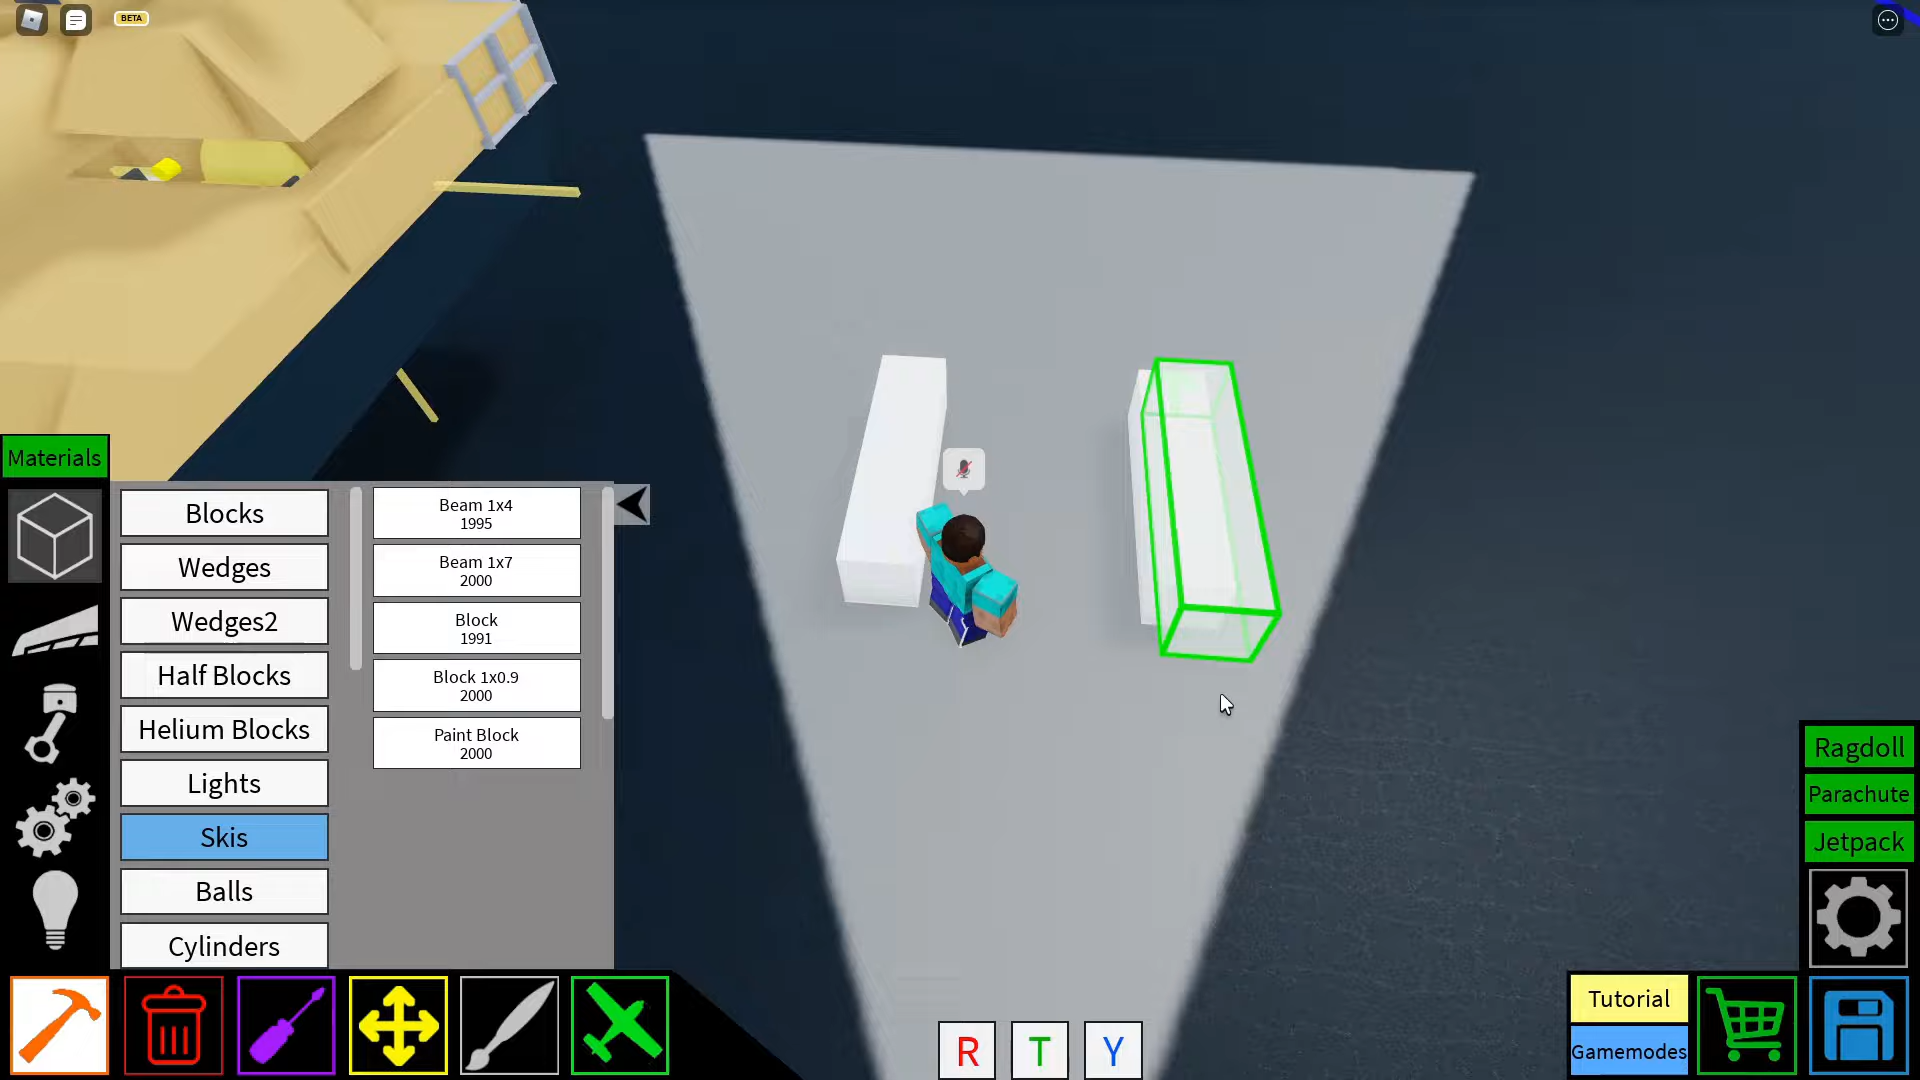 BETA
Materials
Blocks
Wedges
Wedges2
Half Blocks
Helium Blocks
Lights
Skis
Balls
Cylinders
Beam 1x4
1995
Beam 1x7
2000
Block
1991
Block 1x0.9
2000
Paint Block
2000
Ragdoll
Parachute
Jetpack
Tutorial
Gamemodes
R T Y